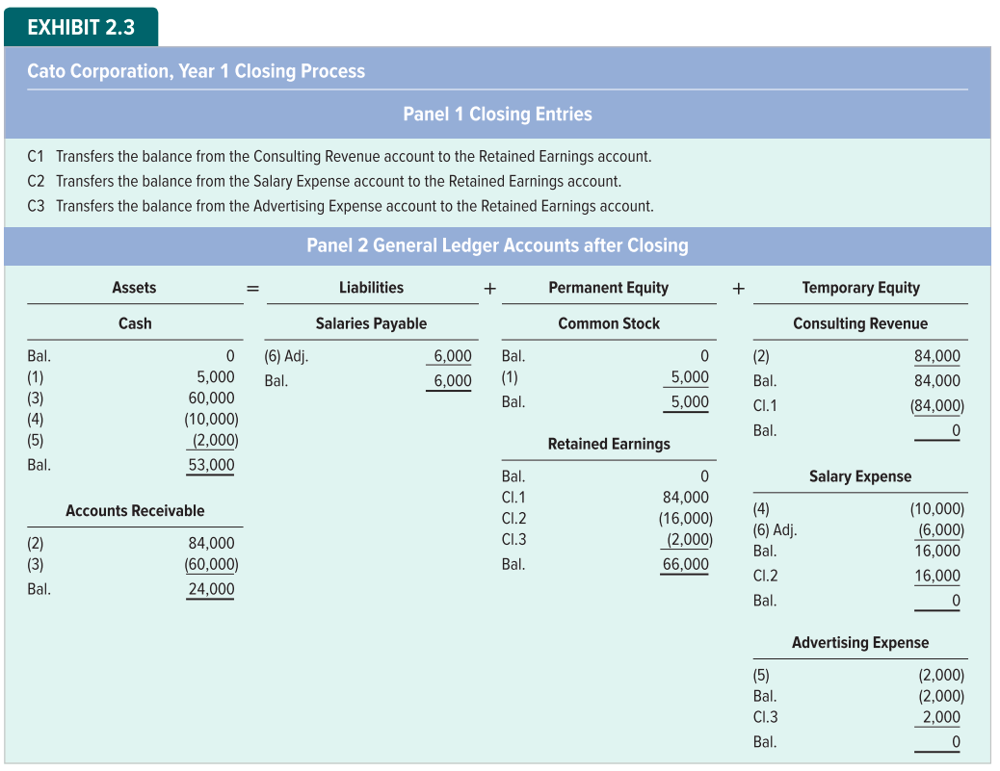 EXHIBIT 2.3
Cato Corporation, Year 1 Closing Process
Panel 1 Closing Entries
C1 Transfers the balance from the Consulting Revenue account to the Retained Earnings account.
C2 Transfers the balance from the Salary Expense account to the Retained Earnings account.
C3 Transfers the balance from the Advertising Expense account to the Retained Earnings account.
Panel 2 General Ledger Accounts after Closing
Assets = Liabilities + Permanent Equity + Temporary Equity
Cash
Bal. 0
(1) 5,000
(3) 60,000
(4) (10,000)
(5) (2,000)
Bal. 53,000
Accounts Receivable
(2) 84,000
(3) (60,000)
Bal. 24,000
Salaries Payable
(6) Adj. 6,000
Bal. 6,000
Common Stock
Bal. 0
(1) 5,000
Bal. 5,000
Retained Earnings
Bal. 0
Cl.1 84,000
Cl.2 (16,000)
Cl.3 (2,000)
Bal. 66,000
Consulting Revenue
(2) 84,000
Bal. 84,000
Cl.1 (84,000)
Bal. 0
Salary Expense
(4) (10,000)
(6) Adj. (6,000)
Bal. 16,000
Cl.2 16,000
Bal. 0
Advertising Expense
(5) (2,000)
Bal. (2,000)
Cl.3 2,000
Bal. 0